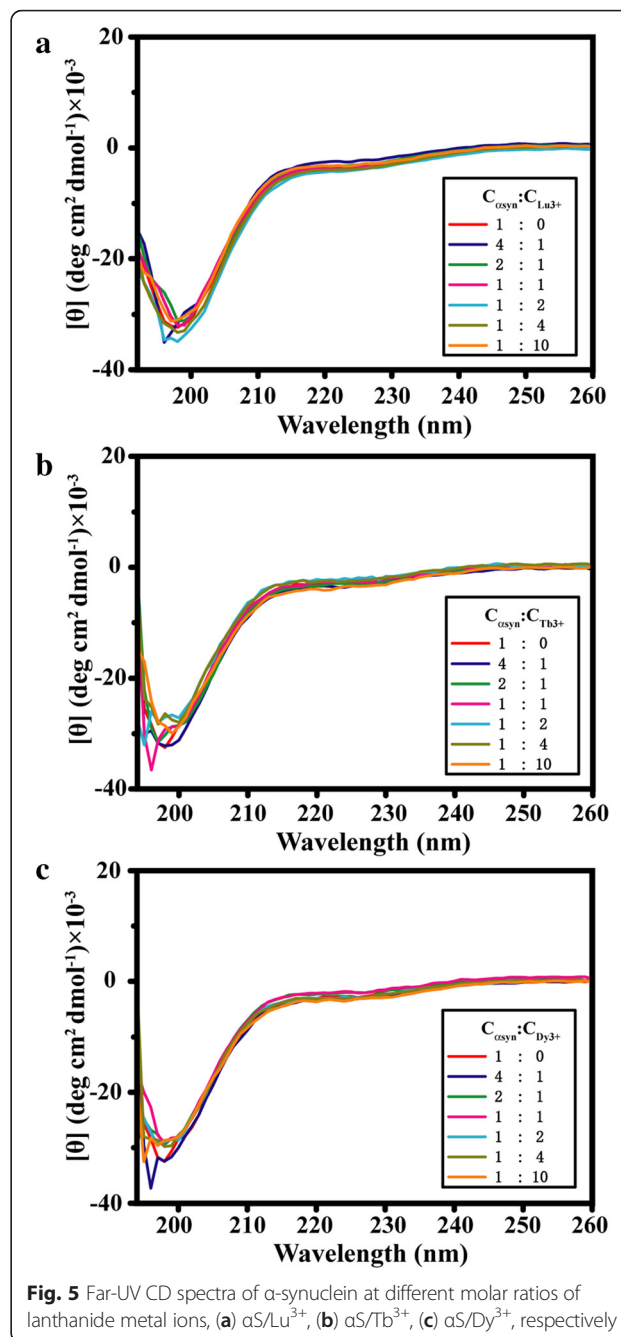 a
20
0
-20
-40
[θ] (deg cm² dmol⁻¹)×10⁻³
C_αsyn:C_Lu3+
1 : 0
4 : 1
2 : 1
1 : 1
1 : 2
1 : 4
1 : 10
200 210 220 230 240 250 260
Wavelength (nm)
b
20
0
-20
-40
[θ] (deg cm² dmol⁻¹)×10⁻³
C_αsyn:C_Tb3+
1 : 0
4 : 1
2 : 1
1 : 1
1 : 2
1 : 4
1 : 10
200 210 220 230 240 250 260
Wavelength (nm)
c
20
0
-20
-40
[θ] (deg cm² dmol⁻¹)×10⁻³
C_αsyn:C_Dy3+
1 : 0
4 : 1
2 : 1
1 : 1
1 : 2
1 : 4
1 : 10
200 210 220 230 240 250 260
Wavelength (nm)
Fig. 5 Far-UV CD spectra of α-synuclein at different molar ratios of
lanthanide metal ions, (a) αS/Lu³⁺, (b) αS/Tb³⁺, (c) αS/Dy³⁺, respectively